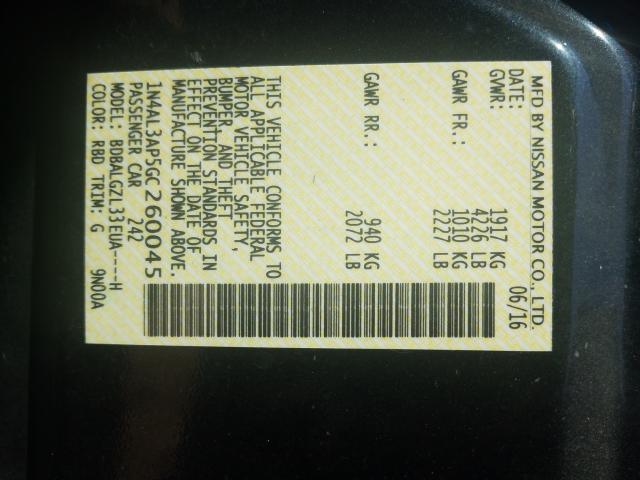 MFD BY NISSAN MOTOR CO., LTD.
DATE: 06/16
GVWR: 1917 KG
4226 LB
GAWR FR.: 1010 KG
2227 LB
GAWR RR.: 940 KG
2072 LB
THIS VEHICLE CONFORMS TO
ALL APPLICABLE FEDERAL
MOTOR VEHICLE SAFETY,
BUMPER, AND THEFT
PREVENTION STANDARDS IN
EFFECT ON THE DATE OF
MANUFACTURE SHOWN ABOVE.
1N4AL3AP5GC260045
PASSENGER CAR 242
MODEL: BDBALGZL33EUA----H
COLOR: RBD TRIM: G 9N00A